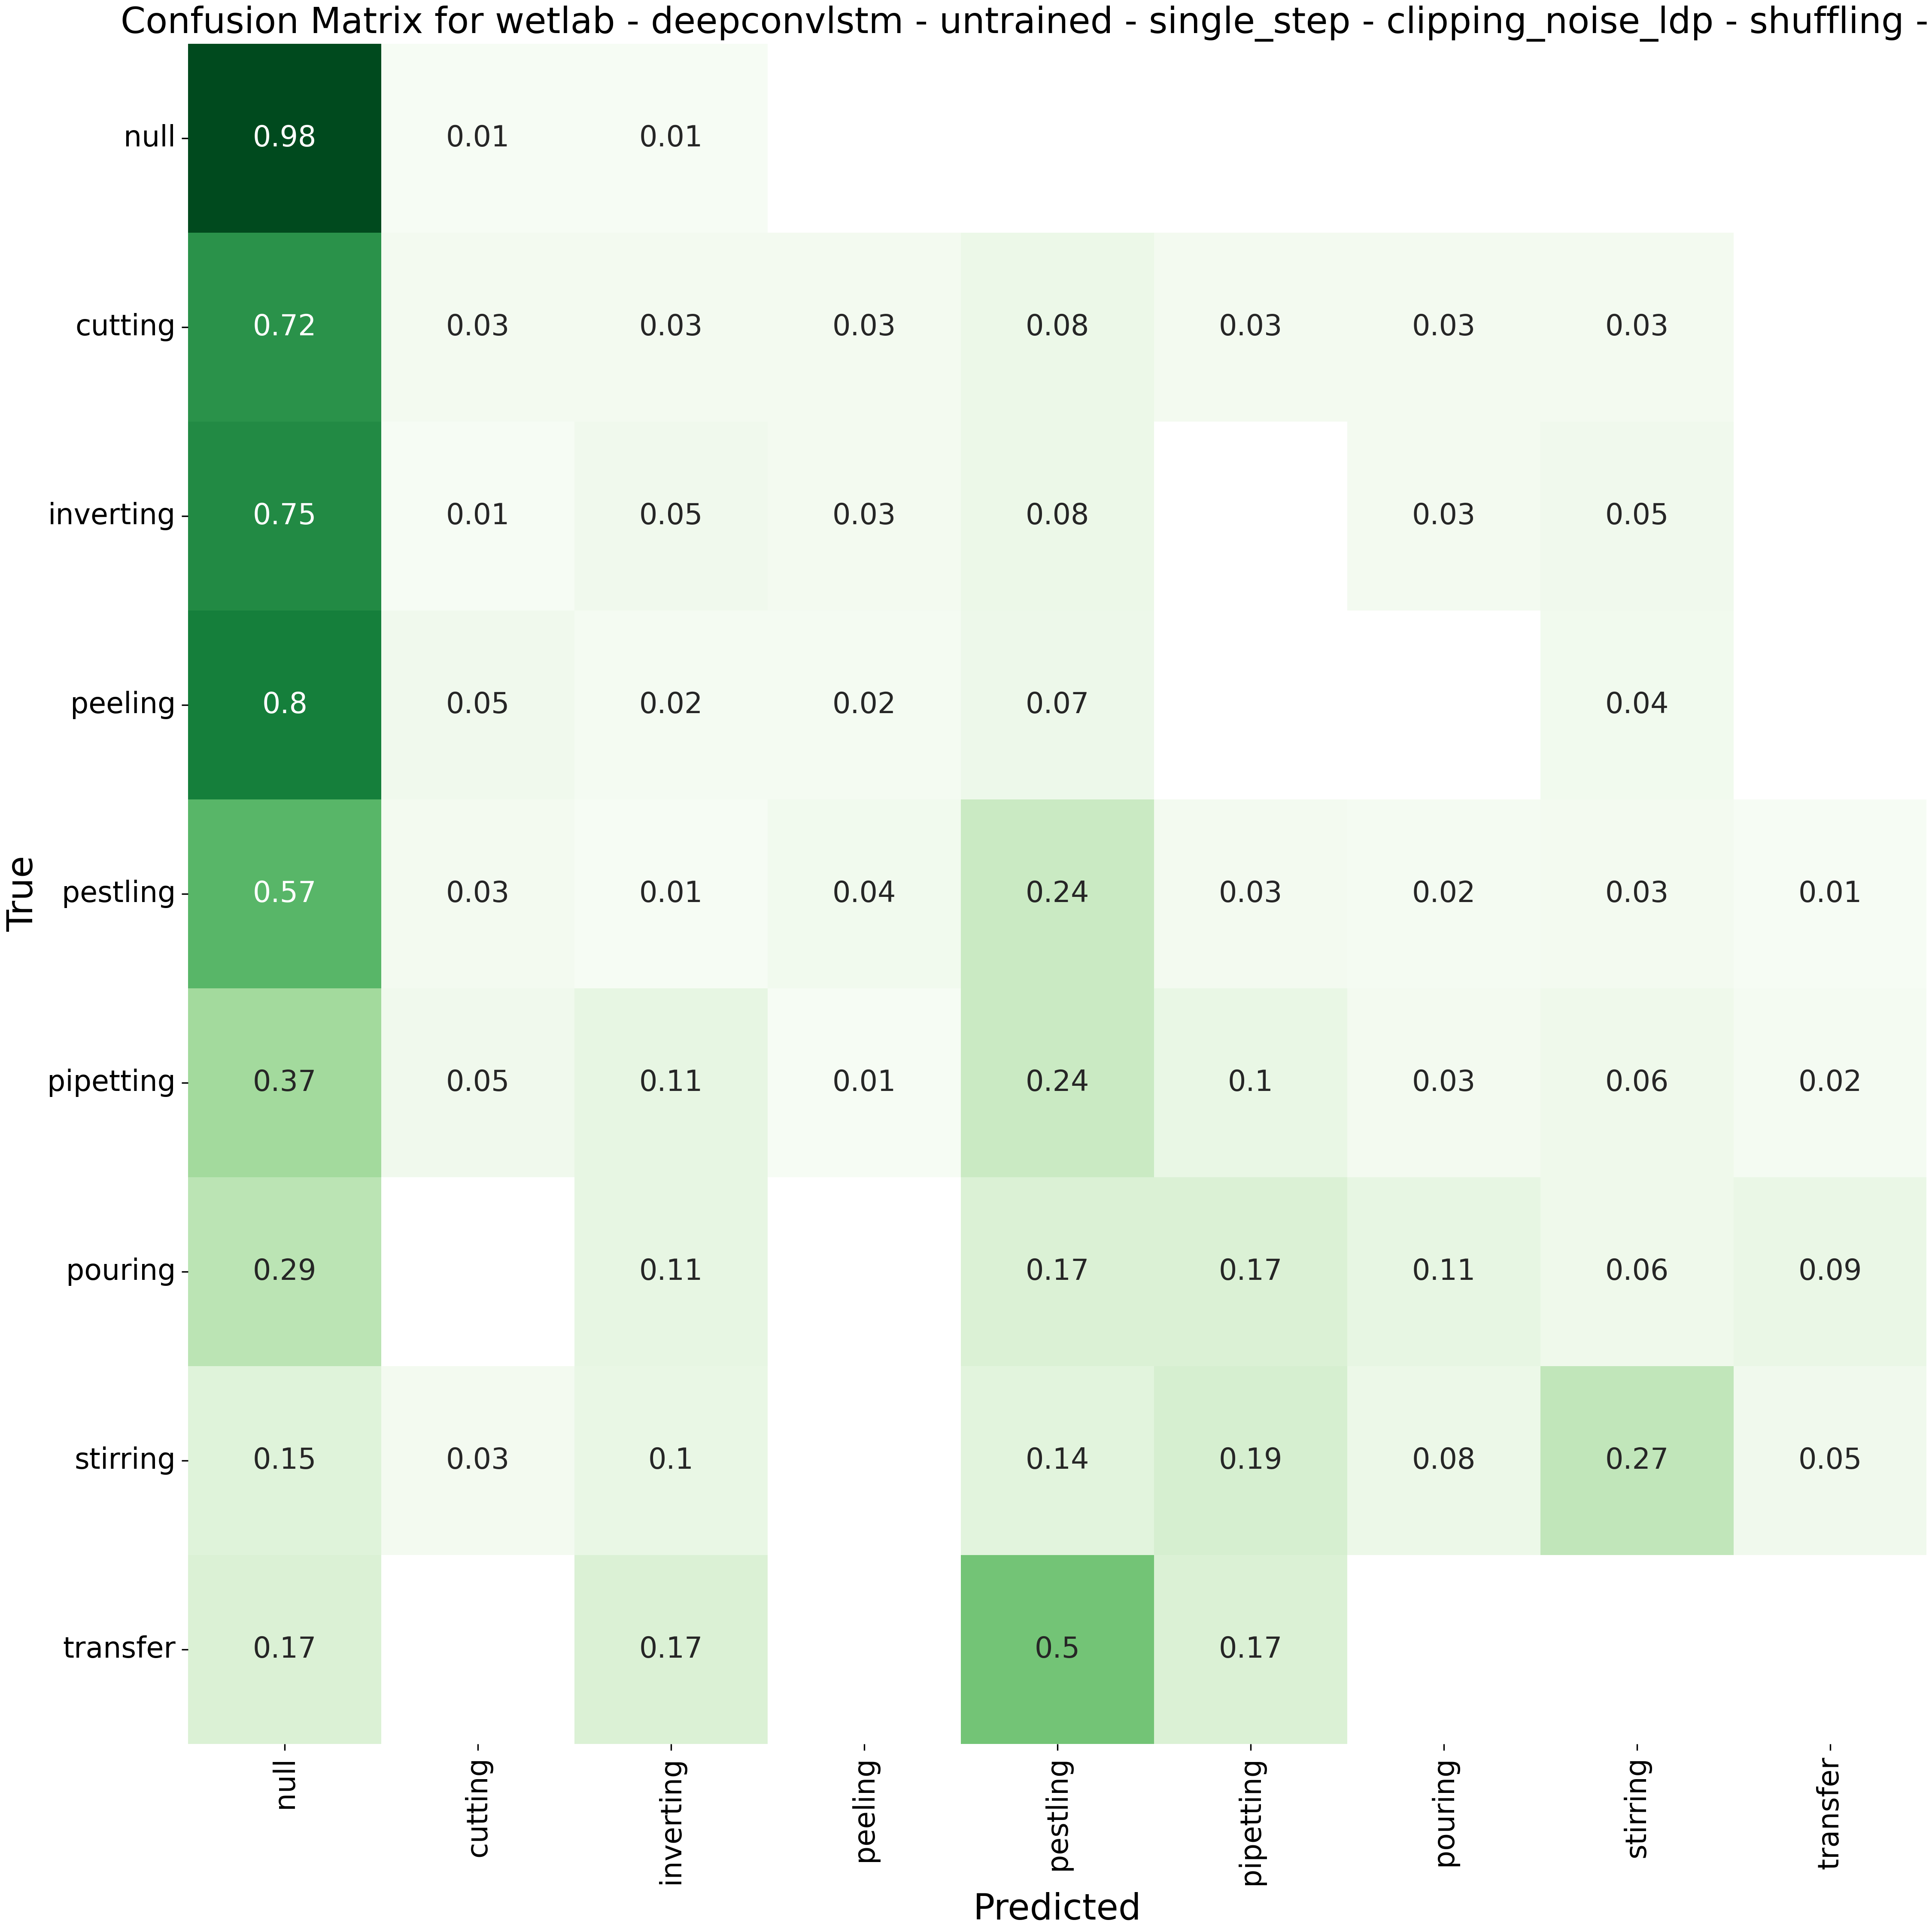 Confusion Matrix for wetlab - deepconvlstm - untrained - single_step - clipping_noise_ldp - shuffling -
null 0.98 0.01 0.01
cutting 0.72 0.03 0.03 0.03 0.08 0.03 0.03 0.03
inverting 0.75 0.01 0.05 0.03 0.08 0.03 0.05
peeling 0.8 0.05 0.02 0.02 0.07 0.04
pestling 0.57 0.03 0.01 0.04 0.24 0.03 0.02 0.03 0.01
pipetting 0.37 0.05 0.11 0.01 0.24 0.1 0.03 0.06 0.02
pouring 0.29 0.11 0.17 0.17 0.11 0.06 0.09
stirring 0.15 0.03 0.1 0.14 0.19 0.08 0.27 0.05
transfer 0.17 0.17 0.5 0.17
True
null cutting inverting peeling pestling pipetting pouring stirring transfer
Predicted